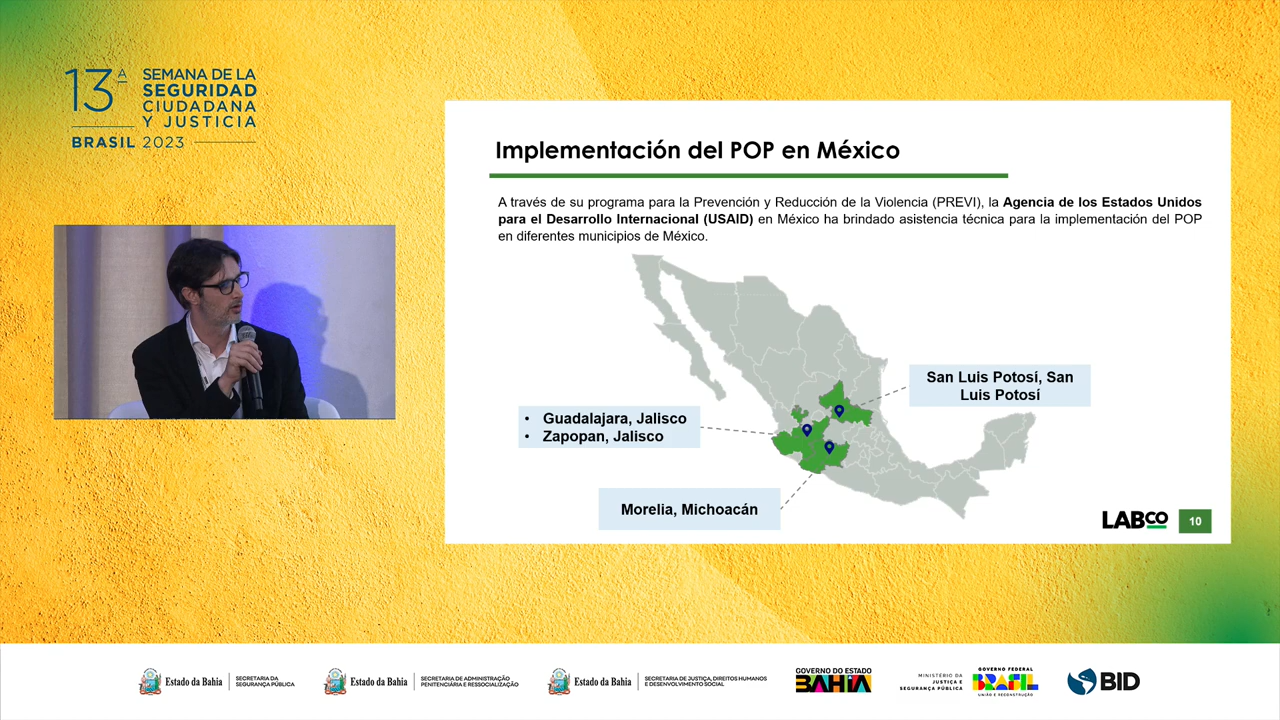 13ª
SEMANA DE LA
SEGURIDAD
CIUDADANA
Y JUSTICIA
BRASIL 2023
Implementación del POP en México
A través de su programa para la Prevención y Reducción de la Violencia (PREVI), la Agencia de los Estados Unidos
para el Desarrollo Internacional (USAID) en México ha brindado asistencia técnica para la implementación del POP
en diferentes municipios de México.
San Luis Potosí, San
Luis Potosí
• Guadalajara, Jalisco
• Zapopan, Jalisco
Morelia, Michoacán
LABCO
10
Estado da Bahia
SECRETARIA DA
SEGURANÇA PÚBLICA
Estado da Bahia
SECRETARIA DE ADMINISTRAÇÃO
PENITENCIÁRIA E RESSOCIALIZAÇÃO
Estado da Bahia
SECRETARIA DE JUSTIÇA, DIREITOS HUMANOS
E DESENVOLVIMENTO SOCIAL
GOVERNO DO ESTADO
BAHIA
MINISTÉRIO DA
JUSTIÇA E
SEGURANÇA PÚBLICA
GOVERNO FEDERAL
BRASIL
UNIÃO E RECONSTRUÇÃO
BID